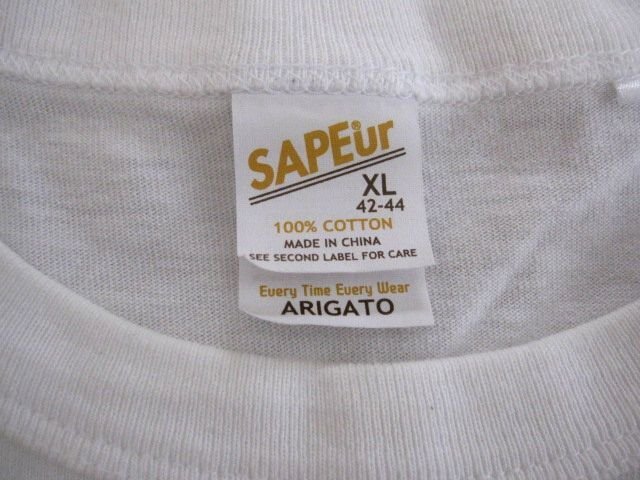 SAPEur®
XL
42-44
100% COTTON
MADE IN CHINA
SEE SECOND LABEL FOR CARE
Every Time Every Wear
ARIGATO